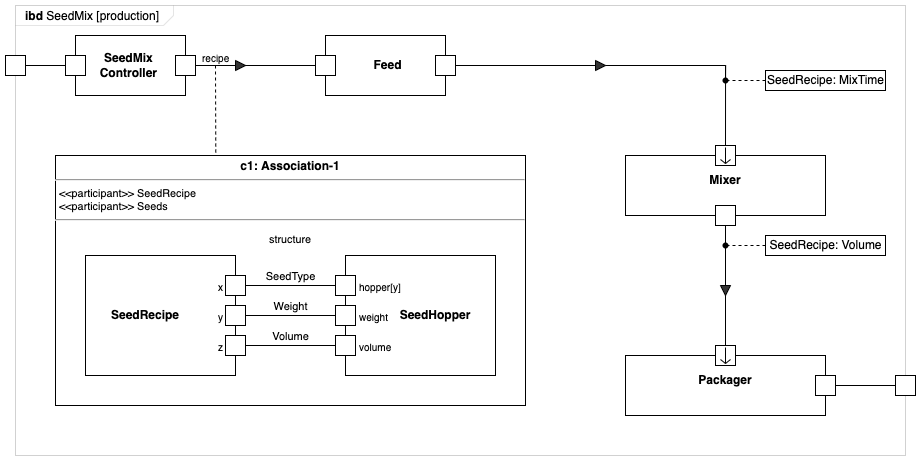 ibd SeedMix [production]
SeedMix
Controller
recipe
Feed
SeedRecipe: MixTime
c1: Association-1
<<participant>> SeedRecipe
<<participant>> Seeds
Mixer
structure
SeedRecipe: Volume
x
SeedType
hopper[y]
SeedRecipe
y
Weight
weight
SeedHopper
z
Volume
volume
Packager